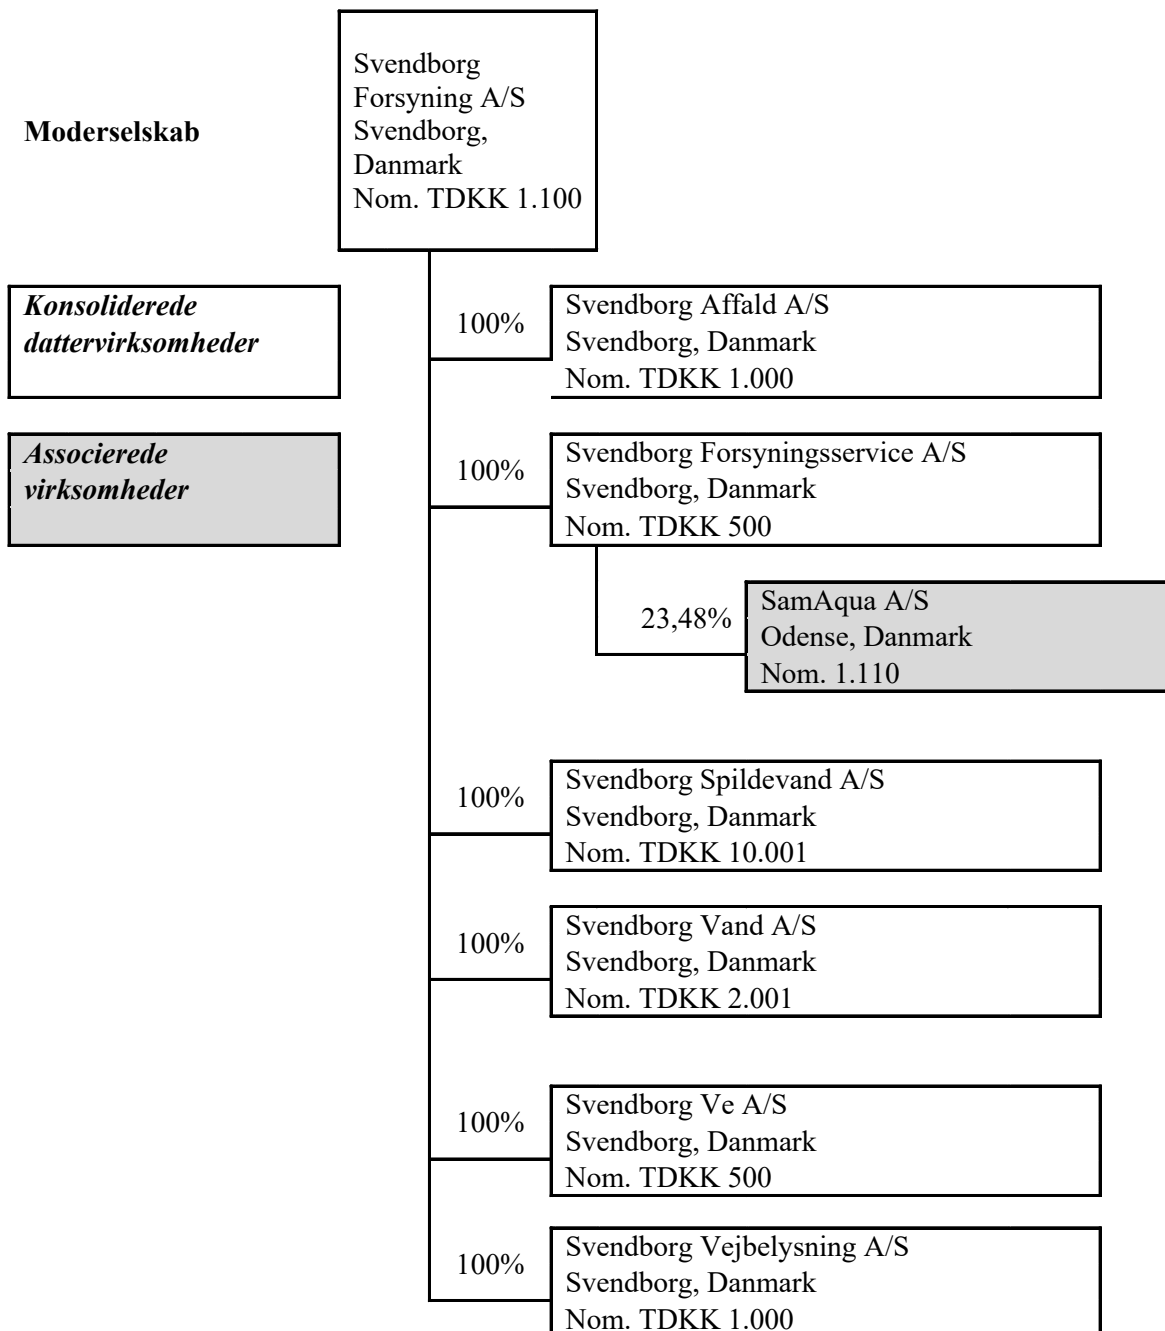 Moderselskab
Svendborg
Forsyning A/S
Svendborg,
Danmark
Nom. TDKK 1.100
Konsoliderede
dattervirksomheder
100%
Svendborg Affald A/S
Svendborg, Danmark
Nom. TDKK 1.000
Associerede
virksomheder
100%
Svendborg Forsyningsservice A/S
Svendborg, Danmark
Nom. TDKK 500
23,48%
SamAqua A/S
Odense, Danmark
Nom. 1.110
100%
Svendborg Spildevand A/S
Svendborg, Danmark
Nom. TDKK 10.001
100%
Svendborg Vand A/S
Svendborg, Danmark
Nom. TDKK 2.001
100%
Svendborg Ve A/S
Svendborg, Danmark
Nom. TDKK 500
100%
Svendborg Vejbelysning A/S
Svendborg, Danmark
Nom. TDKK 1.000